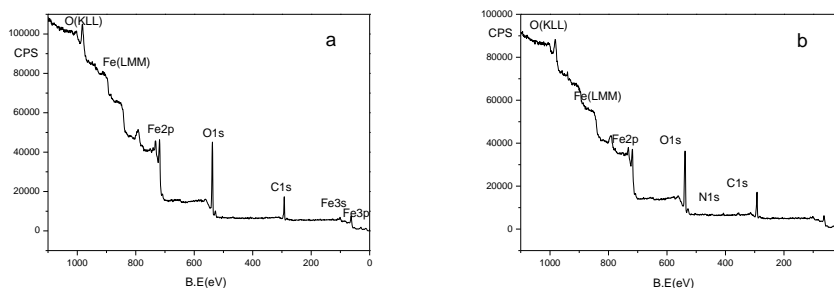 a
O(KLL)
Fe(LMM)
Fe2p
O1s
C1s
Fe3s
Fe3p
CPS
100000
80000
60000
40000
20000
0
1000 800 600 400 200 0
B.E(eV)
b
O(KLL)
Fe(LMM)
Fe2p
O1s
N1s
C1s
CPS
100000
80000
60000
40000
20000
0
1000 800 600 400 200 0
B.E(eV)